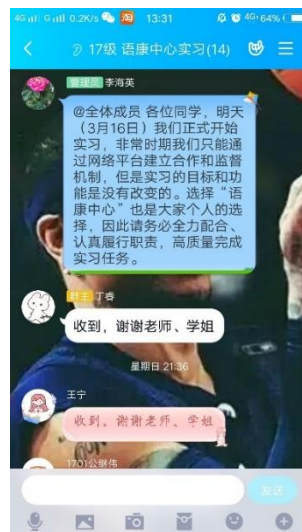 4G 4G 0.2K/s 淘 13:31 4G+ 64%
17级 语康中心实习(14)
管理员 李海英
@全体成员 各位同学，明天
（3月16日）我们正式开始
实习，非常时期我们只能通
过网络平台建立合作和监督
机制，但是实习的目标和功
能是没有改变的。选择“语
康中心”也是大家个人的选
择，因此请务必全力配合、
认真履行职责，高质量完成
实习任务。
群主 丁睿
收到，谢谢老师、学姐
星期日 21:36
王宁
收到，谢谢老师、学姐
1701公继伟
发送